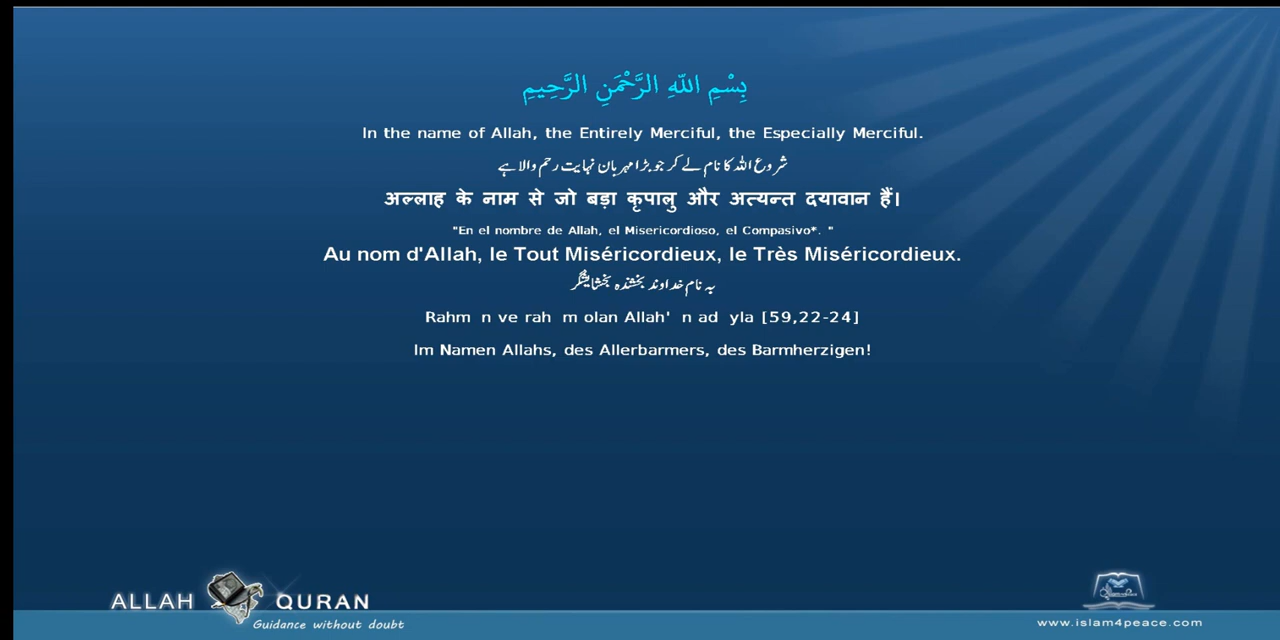 بِسْمِ اللَّهِ الرَّحْمَنِ الرَّحِيمِ
In the name of Allah, the Entirely Merciful, the Especially Merciful.
شروع اللہ کا نام لے کر جو بڑا مہربان نہایت رحم والا ہے
अल्लाह के नाम से जो बड़ा कृपालु और अत्यन्त दयावान हैं।
"En el nombre de Allah, el Misericordioso, el Compasivo*. "
Au nom d'Allah, le Tout Miséricordieux, le Très Miséricordieux.
به نام خداوند بخشنده بخشایشگر
Rahm n ve rah m olan Allah' n ad yla [59,22-24]
Im Namen Allahs, des Allerbarmers, des Barmherzigen!
ALLAH QURAN
Guidance without doubt
www.islam4peace.com